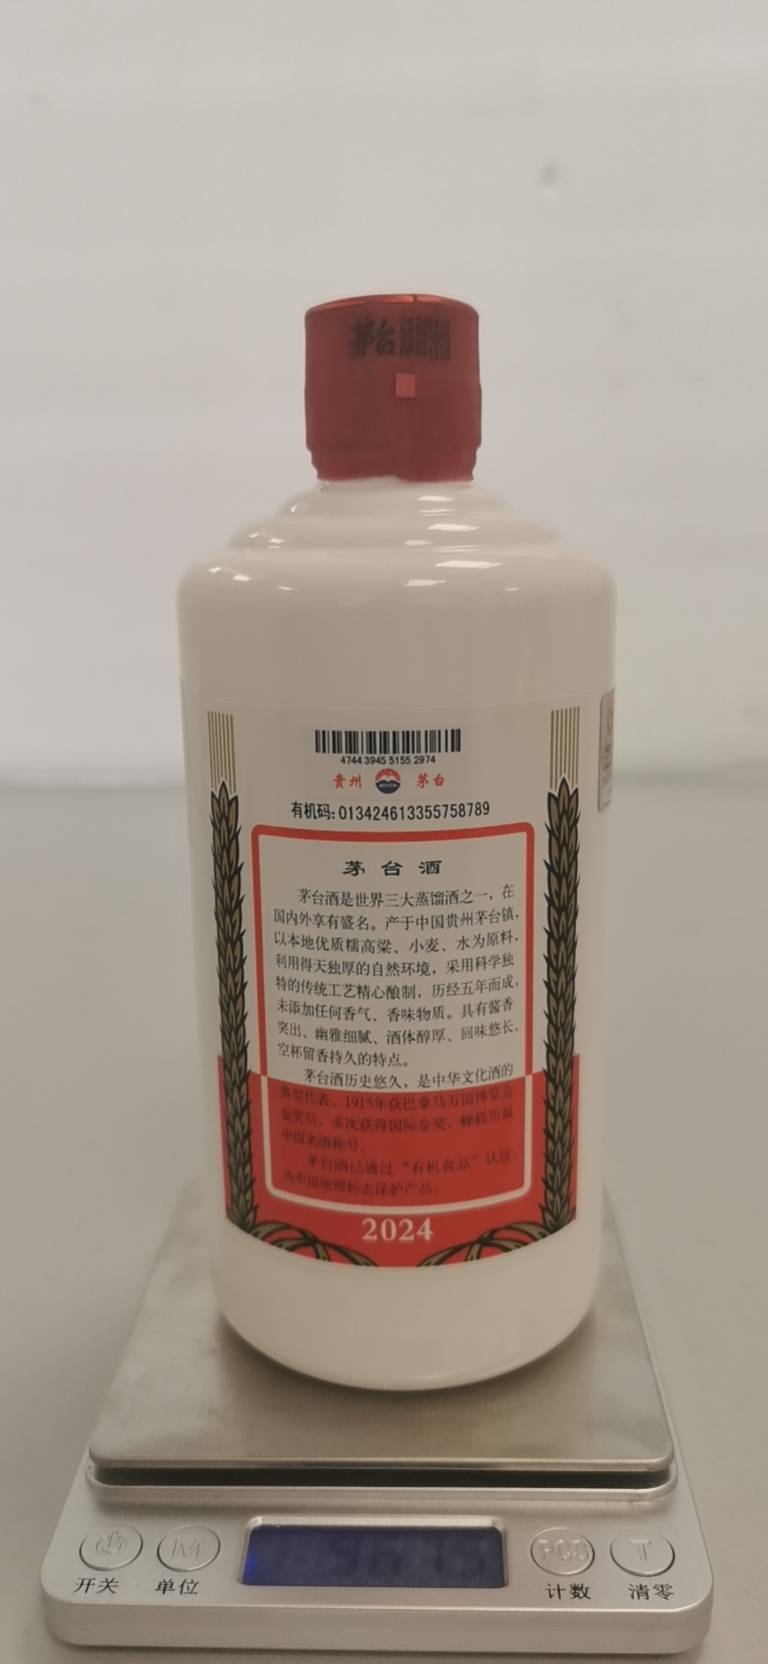 茅台
4744 3945 5155 2974
贵州 茅台
有机码:013424613355758789
茅台酒
茅台酒是世界三大蒸馏酒之一，在
国内外享有盛名。产于中国贵州茅台镇，
以本地优质糯高粱、小麦、水为原料，
利用得天独厚的自然环境，采用科学独
特的传统工艺精心酿制，历经五年而成，
未添加任何香气、香味物质。具有酱香
突出、幽雅细腻、酒体醇厚、回味悠长、
空杯留香持久的特点。
茅台酒历史悠久，是中华文化酒的
典型代表。1915年获巴拿马万国博览会
金奖后，多次获得国际金奖，蝉联历届
中国名酒称号。
茅台酒已通过“有机食品”认证，
为中国地理标志保护产品。
2024
M PCS T
开关 单位 计数 清零